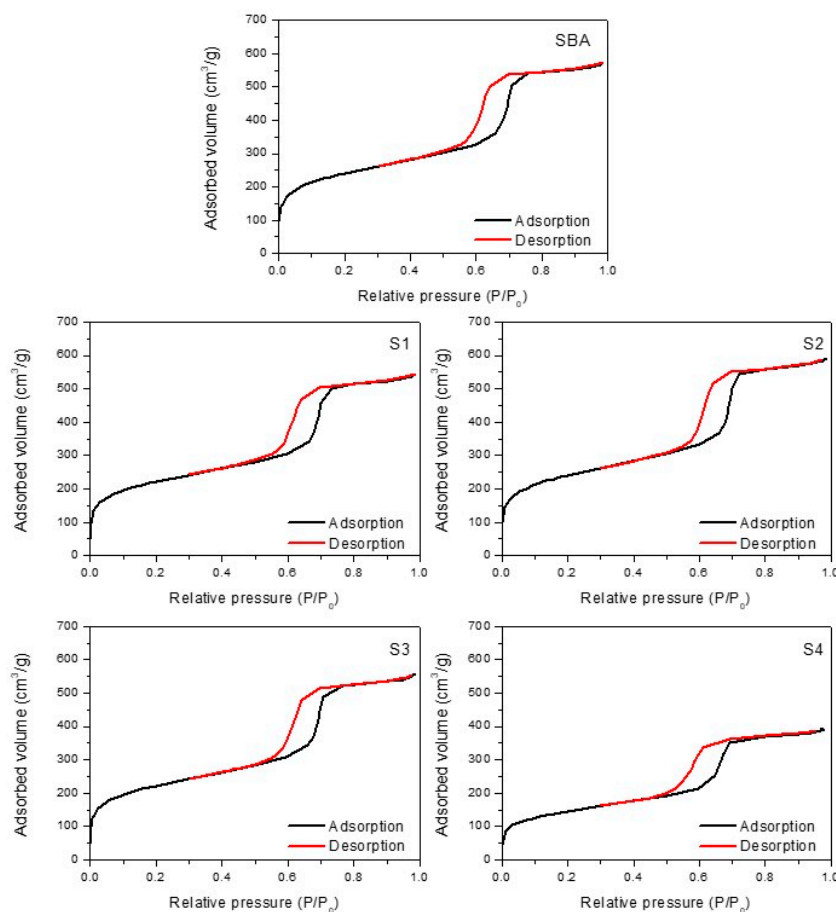 SBA
Adsorbed volume (cm³/g)
700
600
500
400
300
200
100
0
Adsorption
Desorption
0.0 0.2 0.4 0.6 0.8 1.0
Relative pressure (P/P₀)
S1
Adsorbed volume (cm³/g)
700
600
500
400
300
200
100
0
Adsorption
Desorption
0.0 0.2 0.4 0.6 0.8 1.0
Relative pressure (P/P₀)
S2
Adsorbed volume (cm³/g)
700
600
500
400
300
200
100
0
Adsorption
Desorption
0.0 0.2 0.4 0.6 0.8 1.0
Relative pressure (P/P₀)
S3
Adsorbed volume (cm³/g)
700
600
500
400
300
200
100
0
Adsorption
Desorption
0.0 0.2 0.4 0.6 0.8 1.0
Relative pressure (P/P₀)
S4
Adsorbed volume (cm³/g)
700
600
500
400
300
200
100
0
Adsorption
Desorption
0.0 0.2 0.4 0.6 0.8 1.0
Relative pressure (P/P₀)